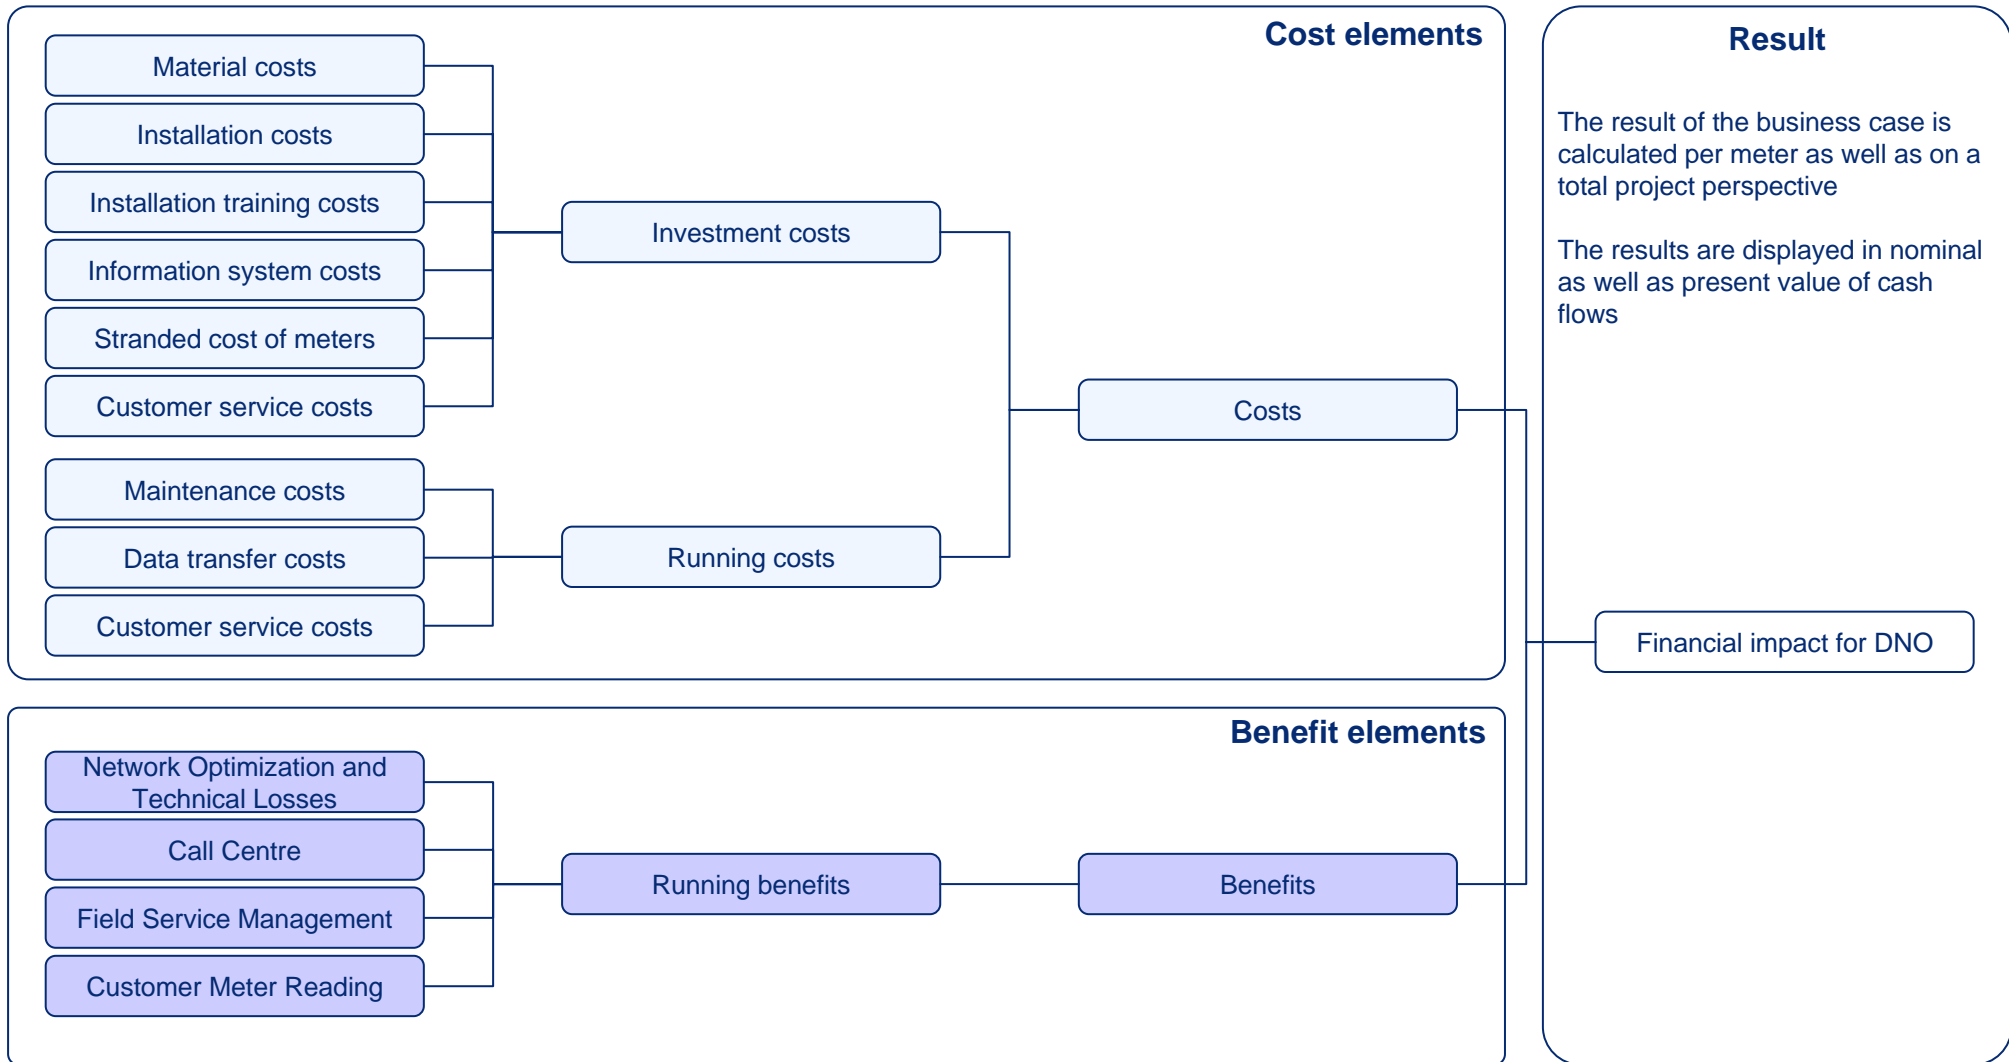 Cost elements
Material costs
Installation costs
Installation training costs
Information system costs
Stranded cost of meters
Customer service costs
Investment costs
Maintenance costs
Data transfer costs
Customer service costs
Running costs
Costs
Benefit elements
Network Optimization and
Technical Losses
Call Centre
Field Service Management
Customer Meter Reading
Running benefits
Benefits
Result
The result of the business case is
calculated per meter as well as on a
total project perspective
The results are displayed in nominal
as well as present value of cash
flows
Financial impact for DNO